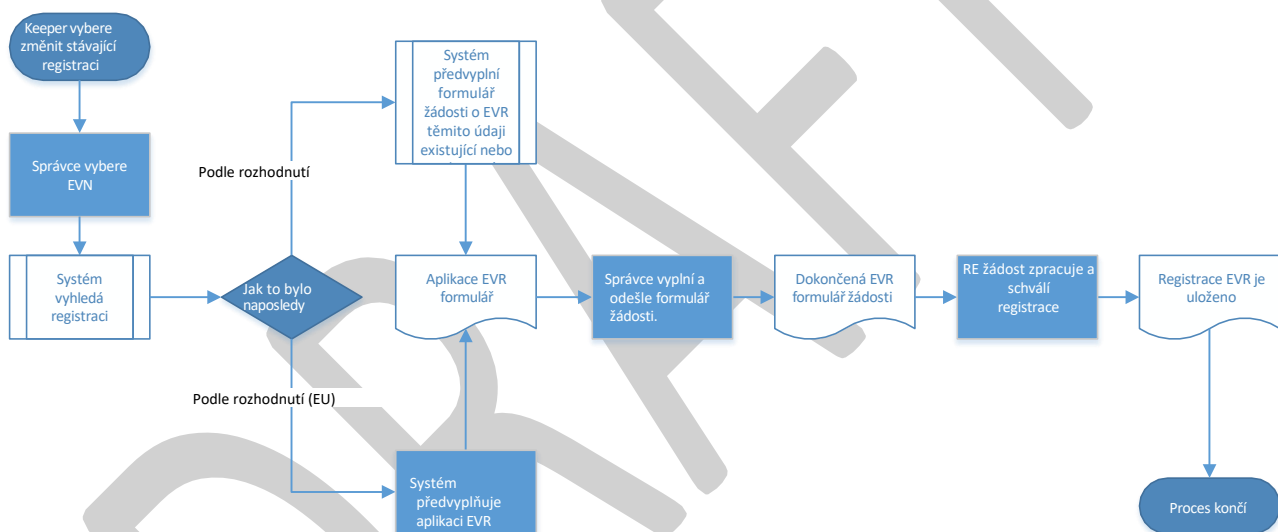 Keeper vybere
změnit stávající
registraci
Správce vybere
EVN
Systém
vyhledá
registraci
Jak to bylo
naposledy
Podle rozhodnutí
Systém
předvyplní
formulář
žádosti o EVR
těmito údaji
existující nebo
Podle rozhodnutí (EU)
Systém
předvyplňuje
aplikaci EVR
Aplikace EVR
formulář
Správce vyplní a
odešle formulář
žádosti.
Dokončená EVR
formulář žádosti
RE žádost zpracuje a
schválí
registrace
Registrace EVR je
uloženo
Proces končí
DRAFT